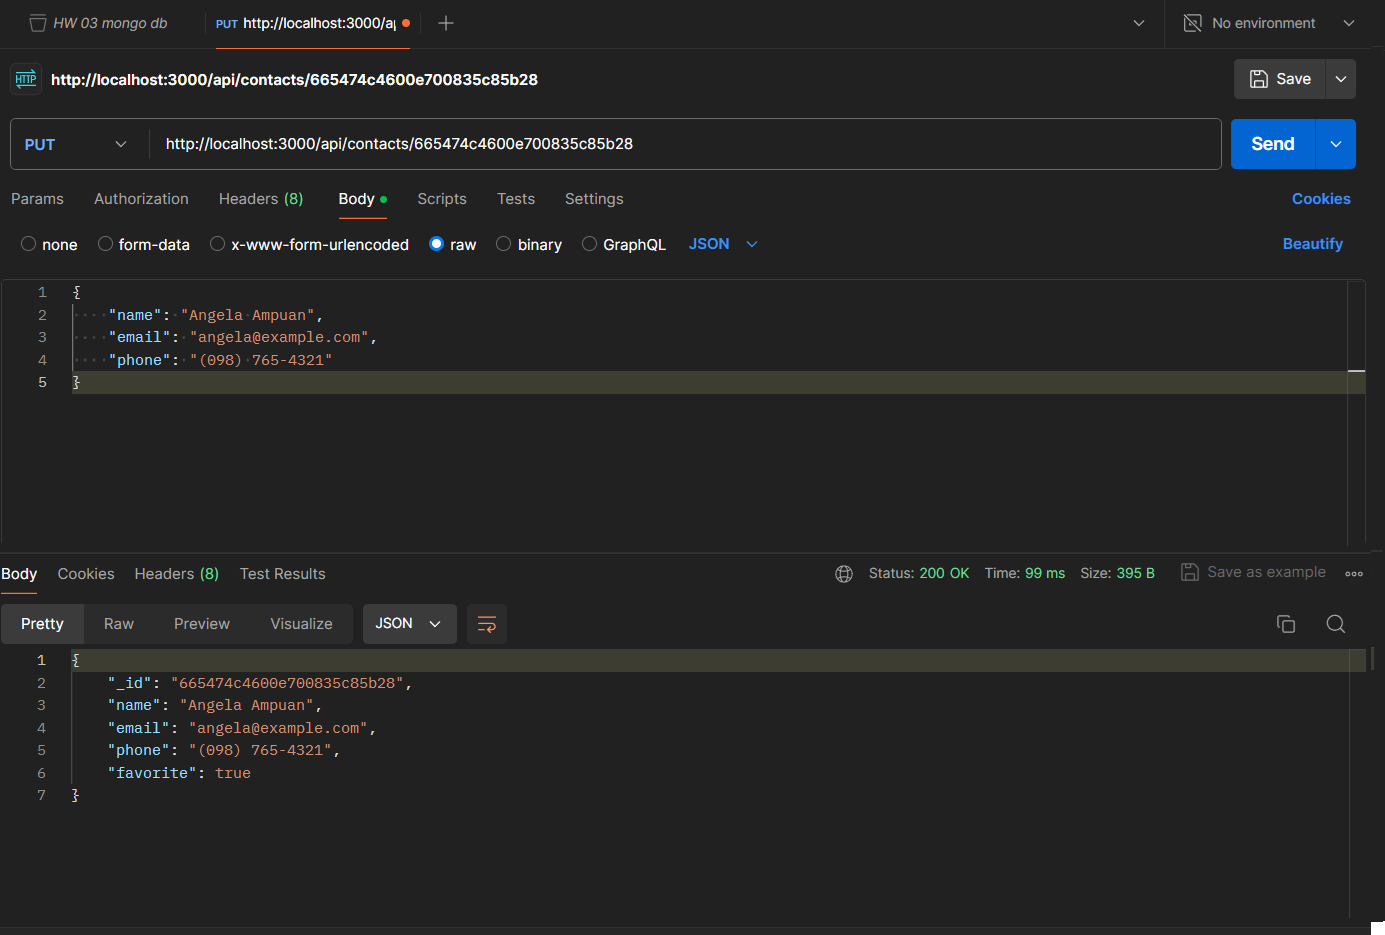 HW 03 mongo db
PUT http://localhost:3000/a
No environment
HTTP http://localhost:3000/api/contacts/665474c4600e700835c85b28
Save
PUT http://localhost:3000/api/contacts/665474c4600e700835c85b28
Send
Params Authorization Headers (8) Body Scripts Tests Settings Cookies
none form-data x-www-form-urlencoded raw binary GraphQL JSON Beautify
1 {
2 "name": "Angela Ampuan",
3 "email": "angela@example.com",
4 "phone": "(098) 765-4321"
5 }
Body Cookies Headers (8) Test Results Status: 200 OK Time: 99 ms Size: 395 B Save as example
Pretty Raw Preview Visualize JSON
1 {
2 "_id": "665474c4600e700835c85b28",
3 "name": "Angela Ampuan",
4 "email": "angela@example.com",
5 "phone": "(098) 765-4321",
6 "favorite": true
7 }